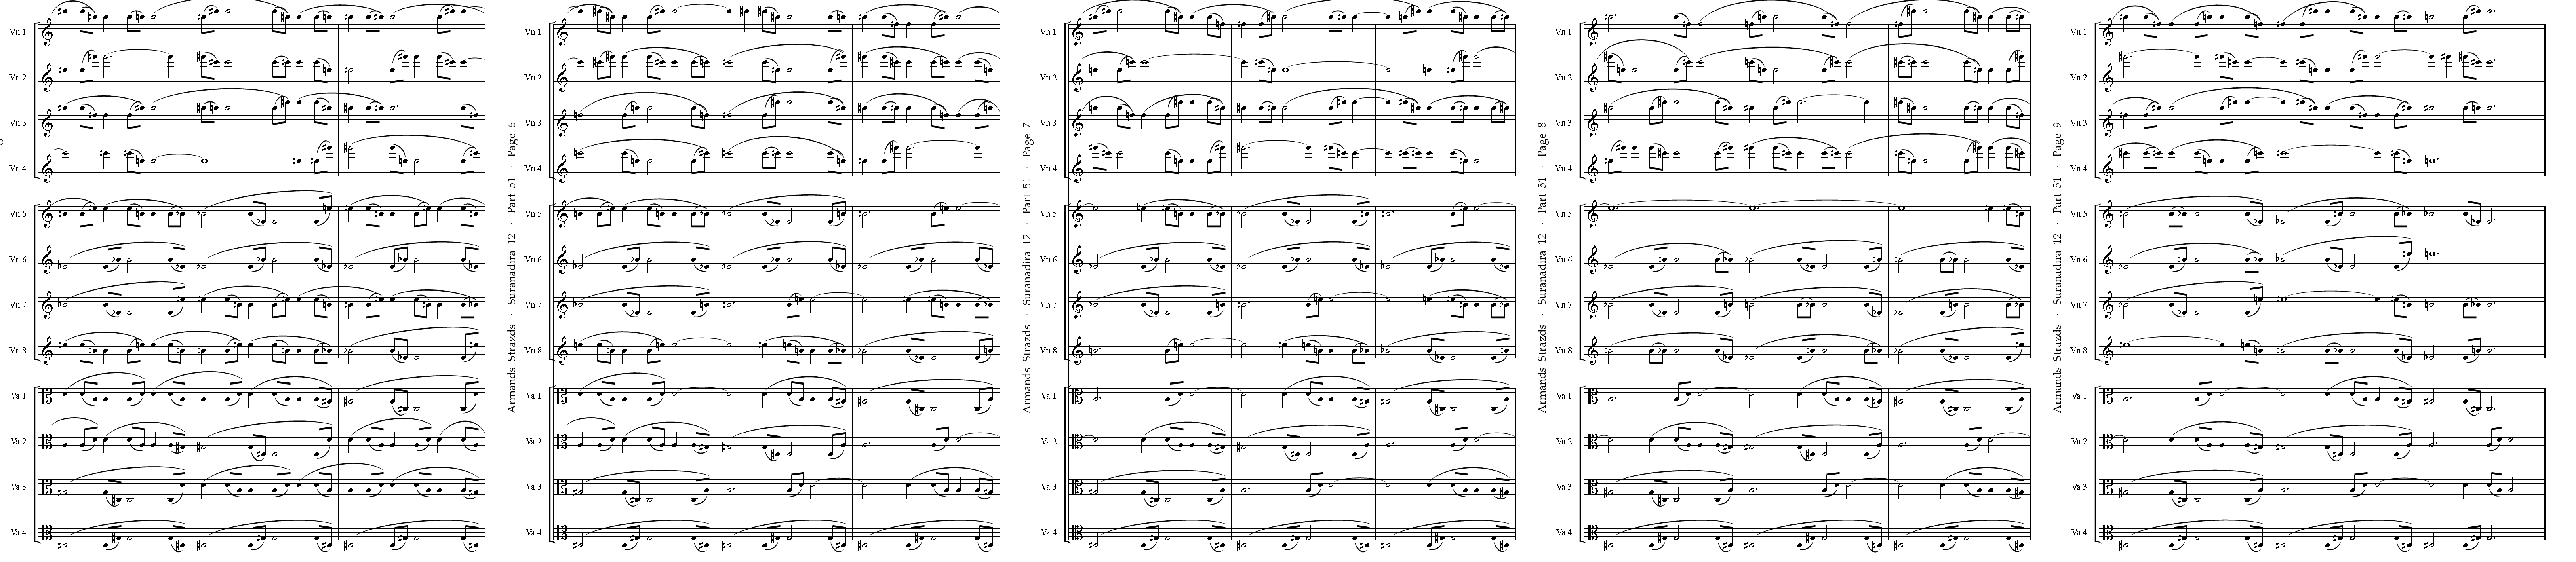 Vn 1
Vn 2
Vn 3
Vn 4
Vn 5
Vn 6
Vn 7
Vn 8
Va 1
Va 2
Va 3
Va 4
Armands Strazds · Suranadira 12 · Part 51 · Page 6
Vn 1
Vn 2
Vn 3
Vn 4
Vn 5
Vn 6
Vn 7
Vn 8
Va 1
Va 2
Va 3
Va 4
Armands Strazds · Suranadira 12 · Part 51 · Page 7
Vn 1
Vn 2
Vn 3
Vn 4
Vn 5
Vn 6
Vn 7
Vn 8
Va 1
Va 2
Va 3
Va 4
Armands Strazds · Suranadira 12 · Part 51 · Page 8
Vn 1
Vn 2
Vn 3
Vn 4
Vn 5
Vn 6
Vn 7
Vn 8
Va 1
Va 2
Va 3
Va 4
Armands Strazds · Suranadira 12 · Part 51 · Page 9
Vn 1
Vn 2
Vn 3
Vn 4
Vn 5
Vn 6
Vn 7
Vn 8
Va 1
Va 2
Va 3
Va 4